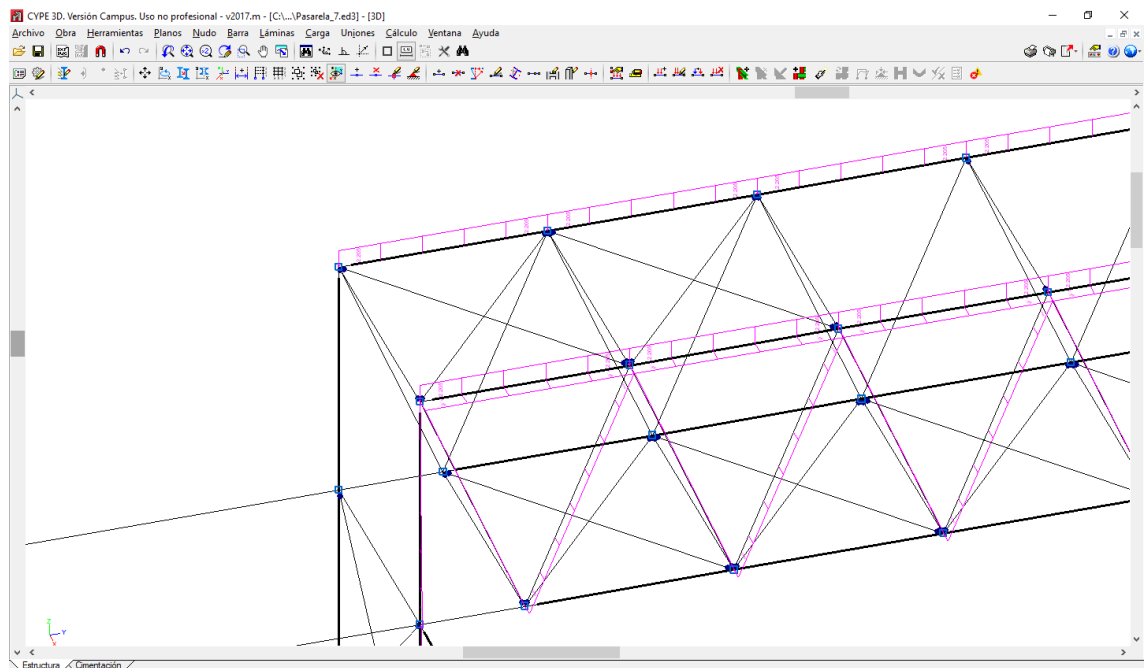 CYPE 3D. Versión Campus. Uso no profesional - v2017.m - [C:\...\Pasarela_7.ed3] - [3D]
Archivo Obra Herramientas Planos Nudo Barra Láminas Carga Uniones Cálculo Ventana Ayuda
Z
Y
X
Estructura Cimentación